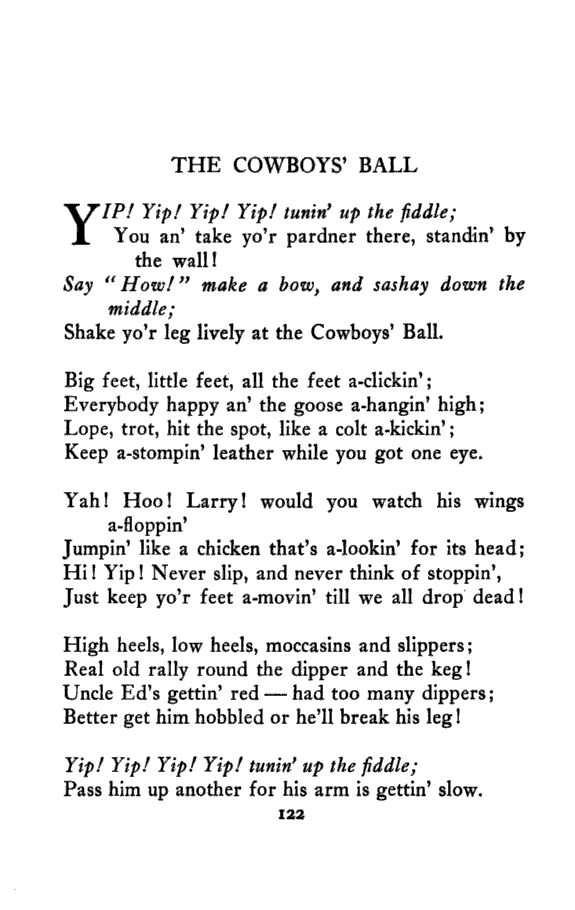 THE COWBOYS' BALL
YIP! Yip! Yip! Yip! tunin' up the fiddle;
You an' take yo'r pardner there, standin' by
the wall!
Say "How!" make a bow, and sashay down the
middle;
Shake yo'r leg lively at the Cowboys' Ball.
Big feet, little feet, all the feet a-clickin';
Everybody happy an' the goose a-hangin' high;
Lope, trot, hit the spot, like a colt a-kickin';
Keep a-stompin' leather while you got one eye.
Yah! Hoo! Larry! would you watch his wings
a-floppin'
Jumpin' like a chicken that's a-lookin' for its head;
Hi! Yip! Never slip, and never think of stoppin',
Just keep yo'r feet a-movin' till we all drop dead!
High heels, low heels, moccasins and slippers;
Real old rally round the dipper and the keg!
Uncle Ed's gettin' red — had too many dippers;
Better get him hobbled or he'll break his leg!
Yip! Yip! Yip! Yip! tunin' up the fiddle;
Pass him up another for his arm is gettin' slow.
122